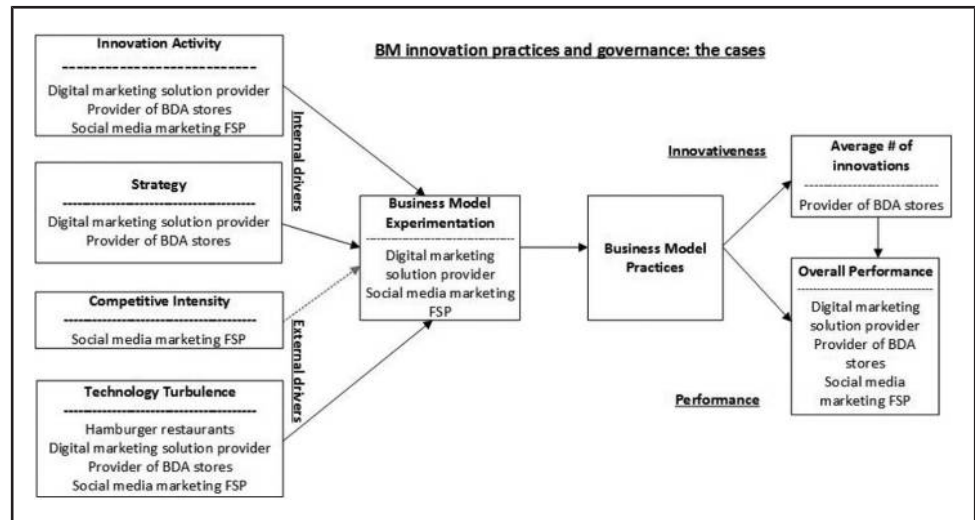 BM innovation practices and governance: the cases
Innovation Activity
Digital marketing solution provider
Provider of BDA stores
Social media marketing FSP
Internal drivers
Strategy
Digital marketing solution provider
Provider of BDA stores
Competitive Intensity
Social media marketing FSP
External drivers
Technology Turbulence
Hamburger restaurants
Digital marketing solution provider
Provider of BDA stores
Social media marketing FSP
Business Model
Experimentation
Digital marketing
solution provider
Social media marketing
FSP
Business Model
Practices
Innovativeness
Average # of
innovations
Provider of BDA stores
Overall Performance
Digital marketing
solution provider
Provider of BDA
stores
Social media
marketing FSP
Performance